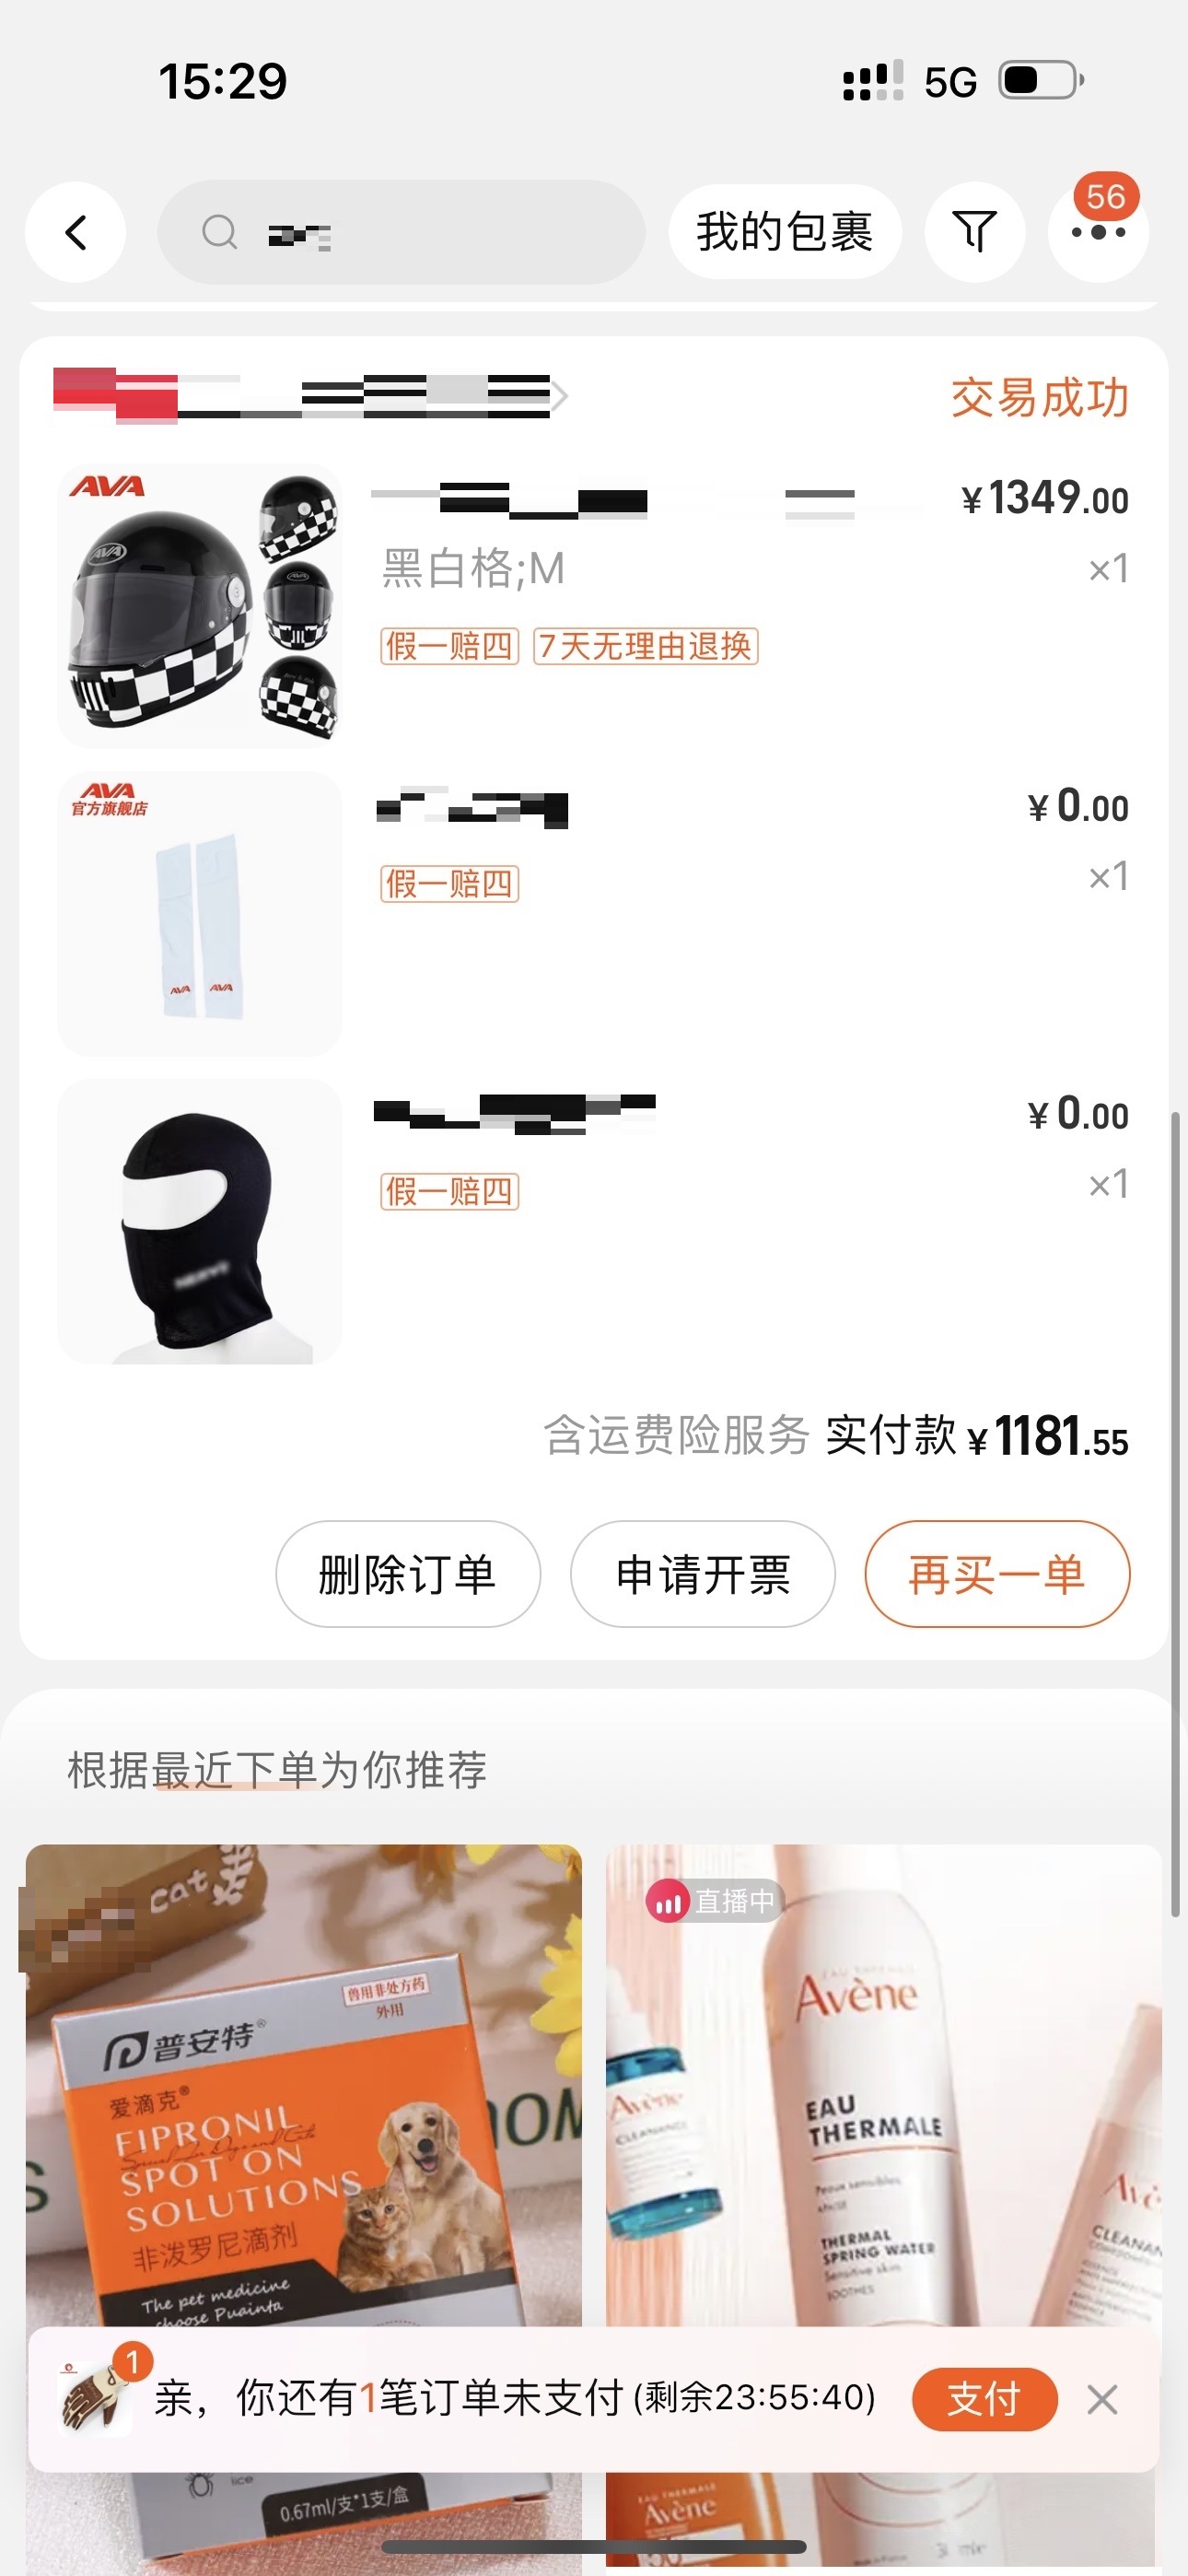 15:29
5G
我的包裹
56
交易成功
AVA
AVA
¥1349.00
黑白格;M
×1
假一赔四
7天无理由退换
AVA
官方旗舰店
AVA AVA
¥0.00
×1
假一赔四
¥0.00
×1
假一赔四
含运费险服务 实付款 ¥1181.55
删除订单
申请开票
再买一单
根据最近下单为你推荐
cat
兽用非处方药
外用
普安特®
爱滴克®
FIPRONIL
SPOT ON
SOLUTIONS
非泼罗尼滴剂
The pet medicine
choose Puainta
lice
0.67ml/支*1支/盒
直播中
Avène
EAU
THERMALE
THERMAL
SPRING WATER
Sensitive skin
SOOTHES
Avène
CLEANANCE
EAU THERMALE
Avène
1
亲，你还有1笔订单未支付(剩余23:55:40)
支付